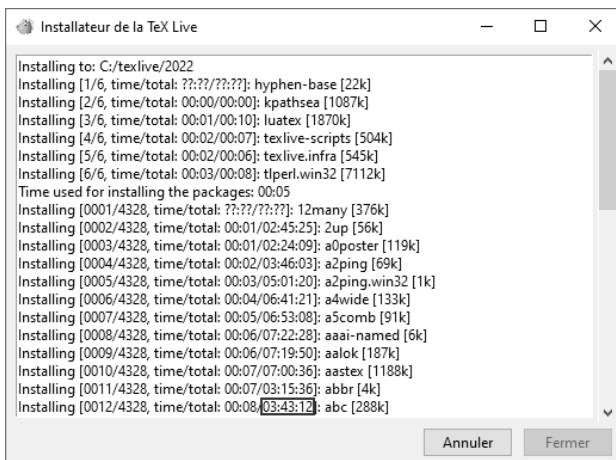 Installateur de la TeX Live
Installing to: C:/texlive/2022
Installing [1/6, time/total: ??:??/??:??]: hyphen-base [22k]
Installing [2/6, time/total: 00:00/00:00]: kpathsea [1087k]
Installing [3/6, time/total: 00:01/00:10]: luatex [1870k]
Installing [4/6, time/total: 00:02/00:07]: texlive-scripts [504k]
Installing [5/6, time/total: 00:02/00:06]: texlive.infra [545k]
Installing [6/6, time/total: 00:03/00:08]: tlperl.win32 [7112k]
Time used for installing the packages: 00:05
Installing [0001/4328, time/total: ??:??/??:??]: 12many [376k]
Installing [0002/4328, time/total: 00:01/02:45:25]: 2up [56k]
Installing [0003/4328, time/total: 00:01/02:24:09]: a0poster [119k]
Installing [0004/4328, time/total: 00:02/03:46:03]: a2ping [69k]
Installing [0005/4328, time/total: 00:03/05:01:20]: a2ping.win32 [1k]
Installing [0006/4328, time/total: 00:04/06:41:21]: a4wide [133k]
Installing [0007/4328, time/total: 00:05/06:53:08]: a5comb [91k]
Installing [0008/4328, time/total: 00:06/07:22:28]: aaai-named [6k]
Installing [0009/4328, time/total: 00:06/07:19:50]: aalok [187k]
Installing [0010/4328, time/total: 00:07/07:00:36]: aastex [1188k]
Installing [0011/4328, time/total: 00:07/03:15:36]: abbr [4k]
Installing [0012/4328, time/total: 00:08/03:43:12]: abc [288k]
Annuler
Fermer